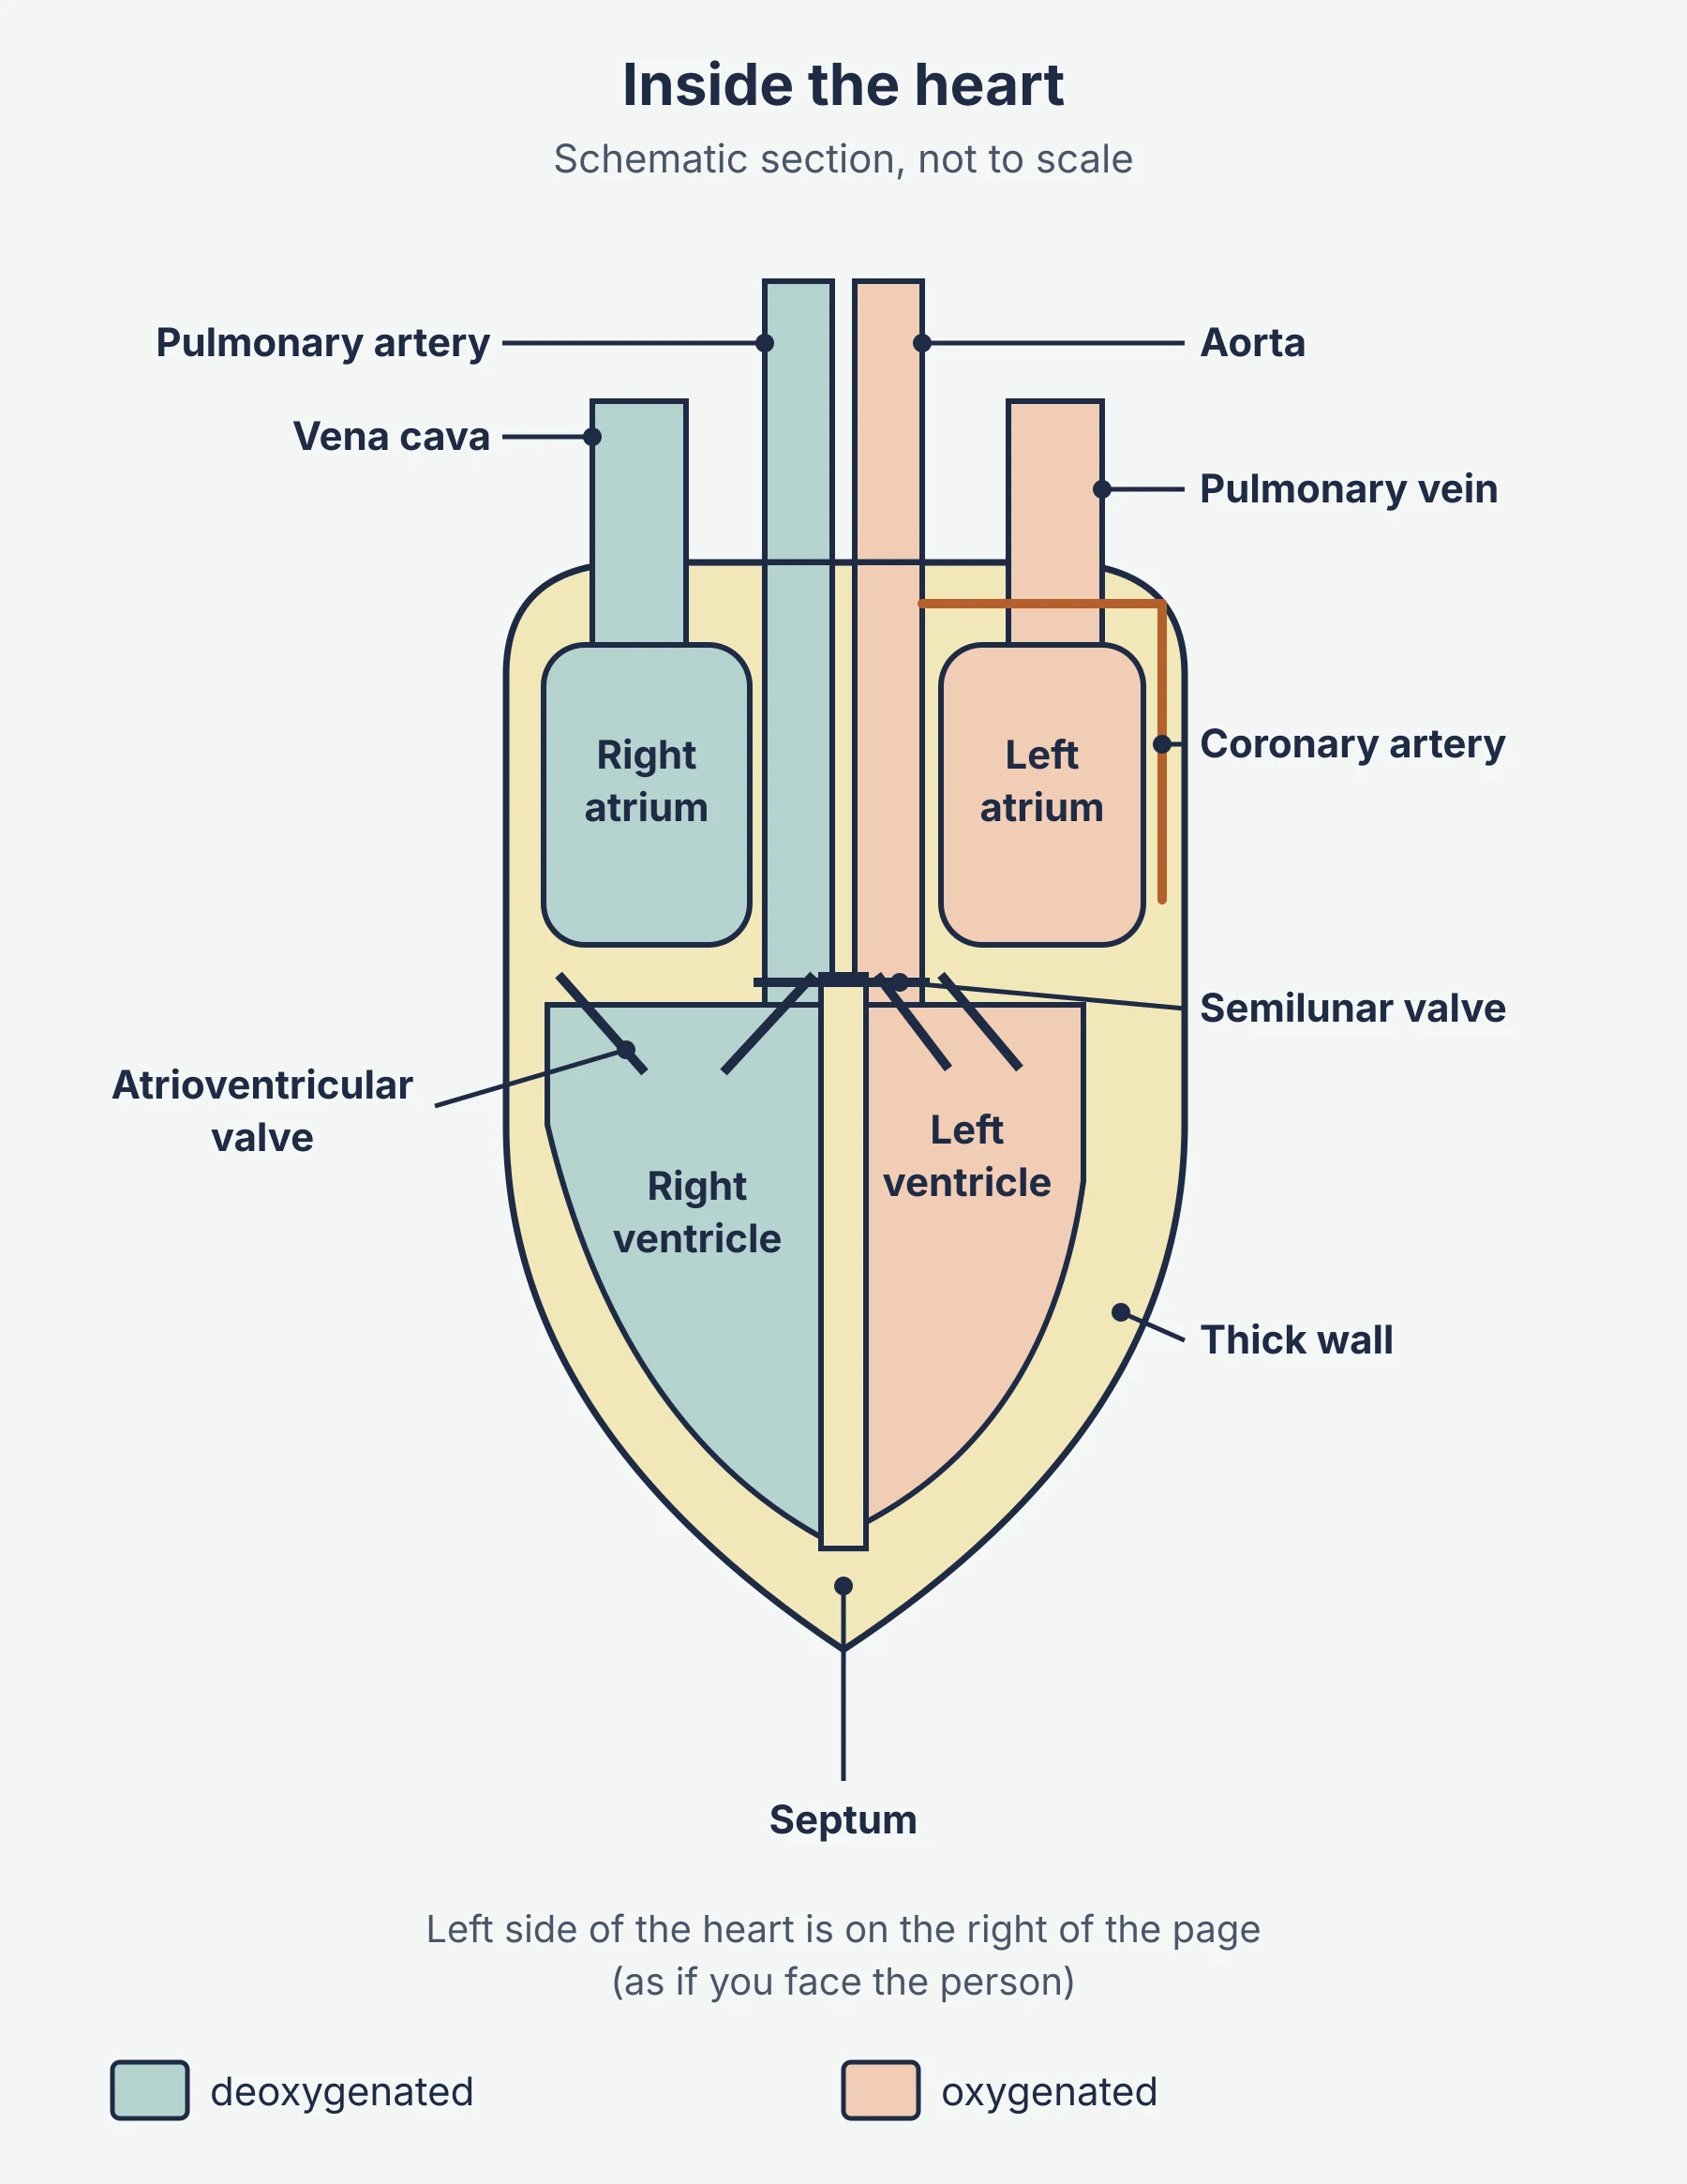 Inside the heart
Schematic section, not to scale
Pulmonary artery
Aorta
Vena cava
Pulmonary vein
Right
atrium
Left
atrium
Coronary artery
Semilunar valve
Atrioventricular
valve
Left
ventricle
Right
ventricle
Thick wall
Septum
Left side of the heart is on the right of the page
(as if you face the person)
deoxygenated
oxygenated